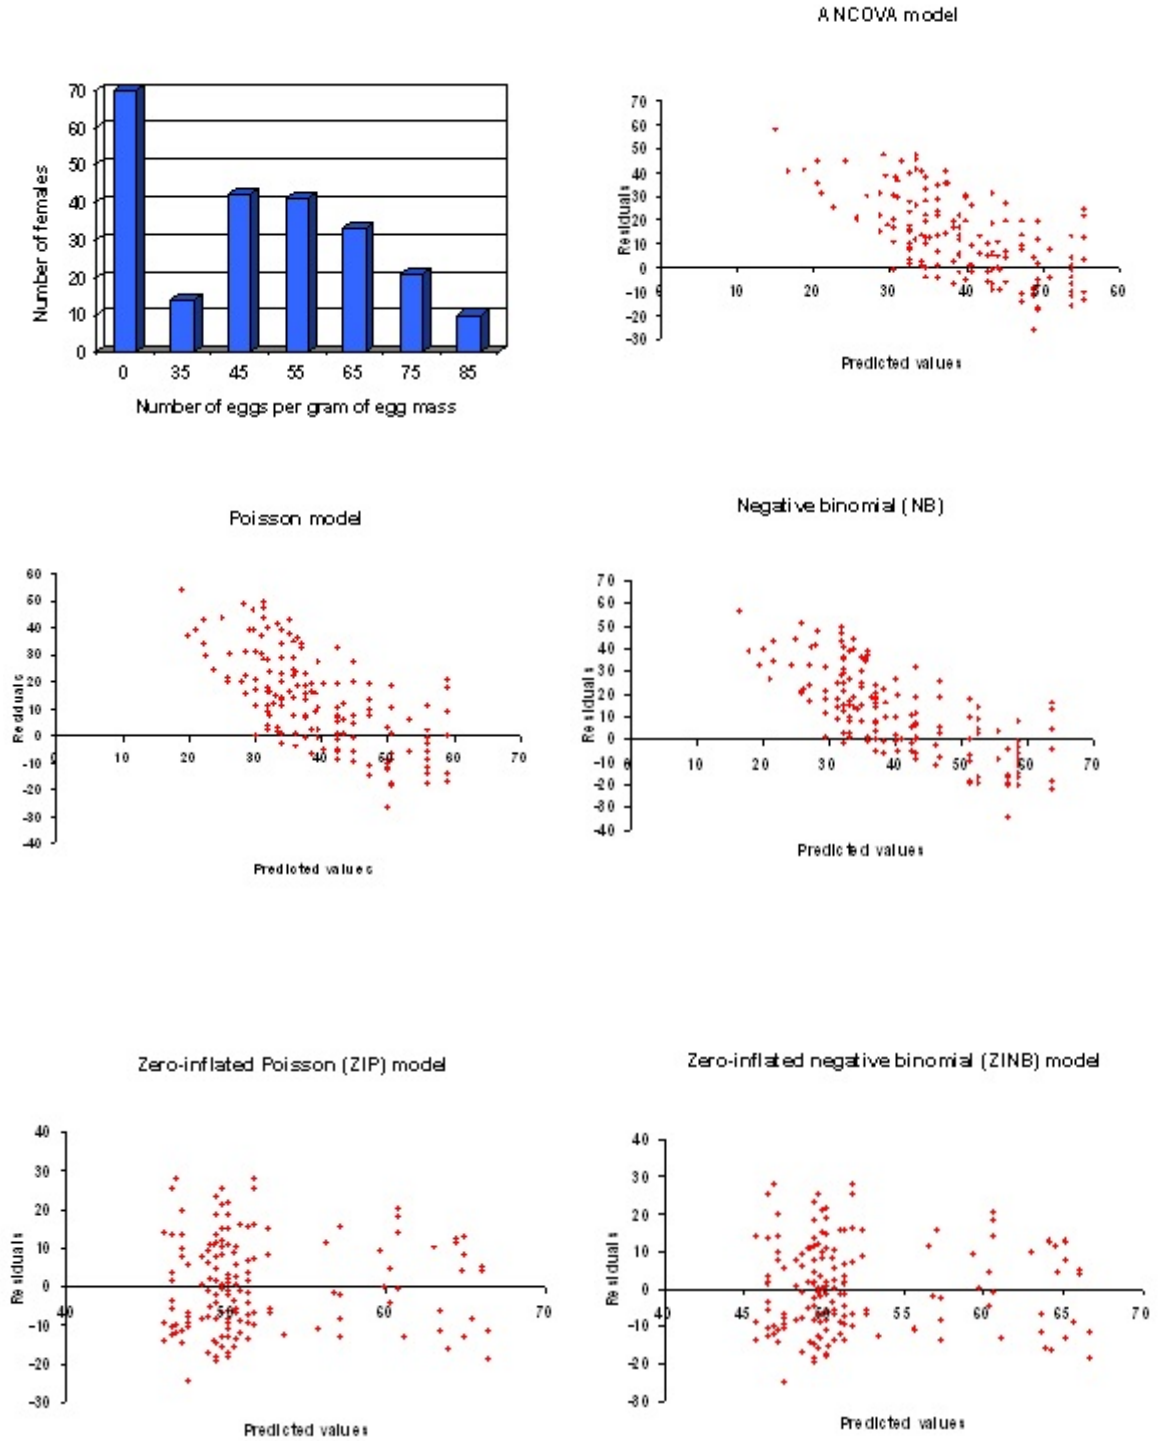 ANCOVA model
70
60
50
40
30
20
10
0
Number of females
0 35 45 55 65 75 85
Number of eggs per gram of egg mass
70
60
50
40
30
20
10
0
-10
-20
-30
Residuals
0 10 20 30 40 50 60
Predicted values
Poisson model
60
50
40
30
20
10
0
-10
-20
-30
-40
Residuals
0 10 20 30 40 50 60 70
Predicted values
Negative binomial (NB)
70
60
50
40
30
20
10
0
-10
-20
-30
-40
Residuals
0 10 20 30 40 50 60 70
Predicted values
Zero-inflated Poisson (ZIP) model
40
30
20
10
0
-10
-20
-30
Residuals
40 50 60 70
Predicted values
Zero-inflated negative binomial (ZINB) model
40
30
20
10
0
-10
-20
-30
Residuals
40 45 50 55 60 65 70
Predicted values